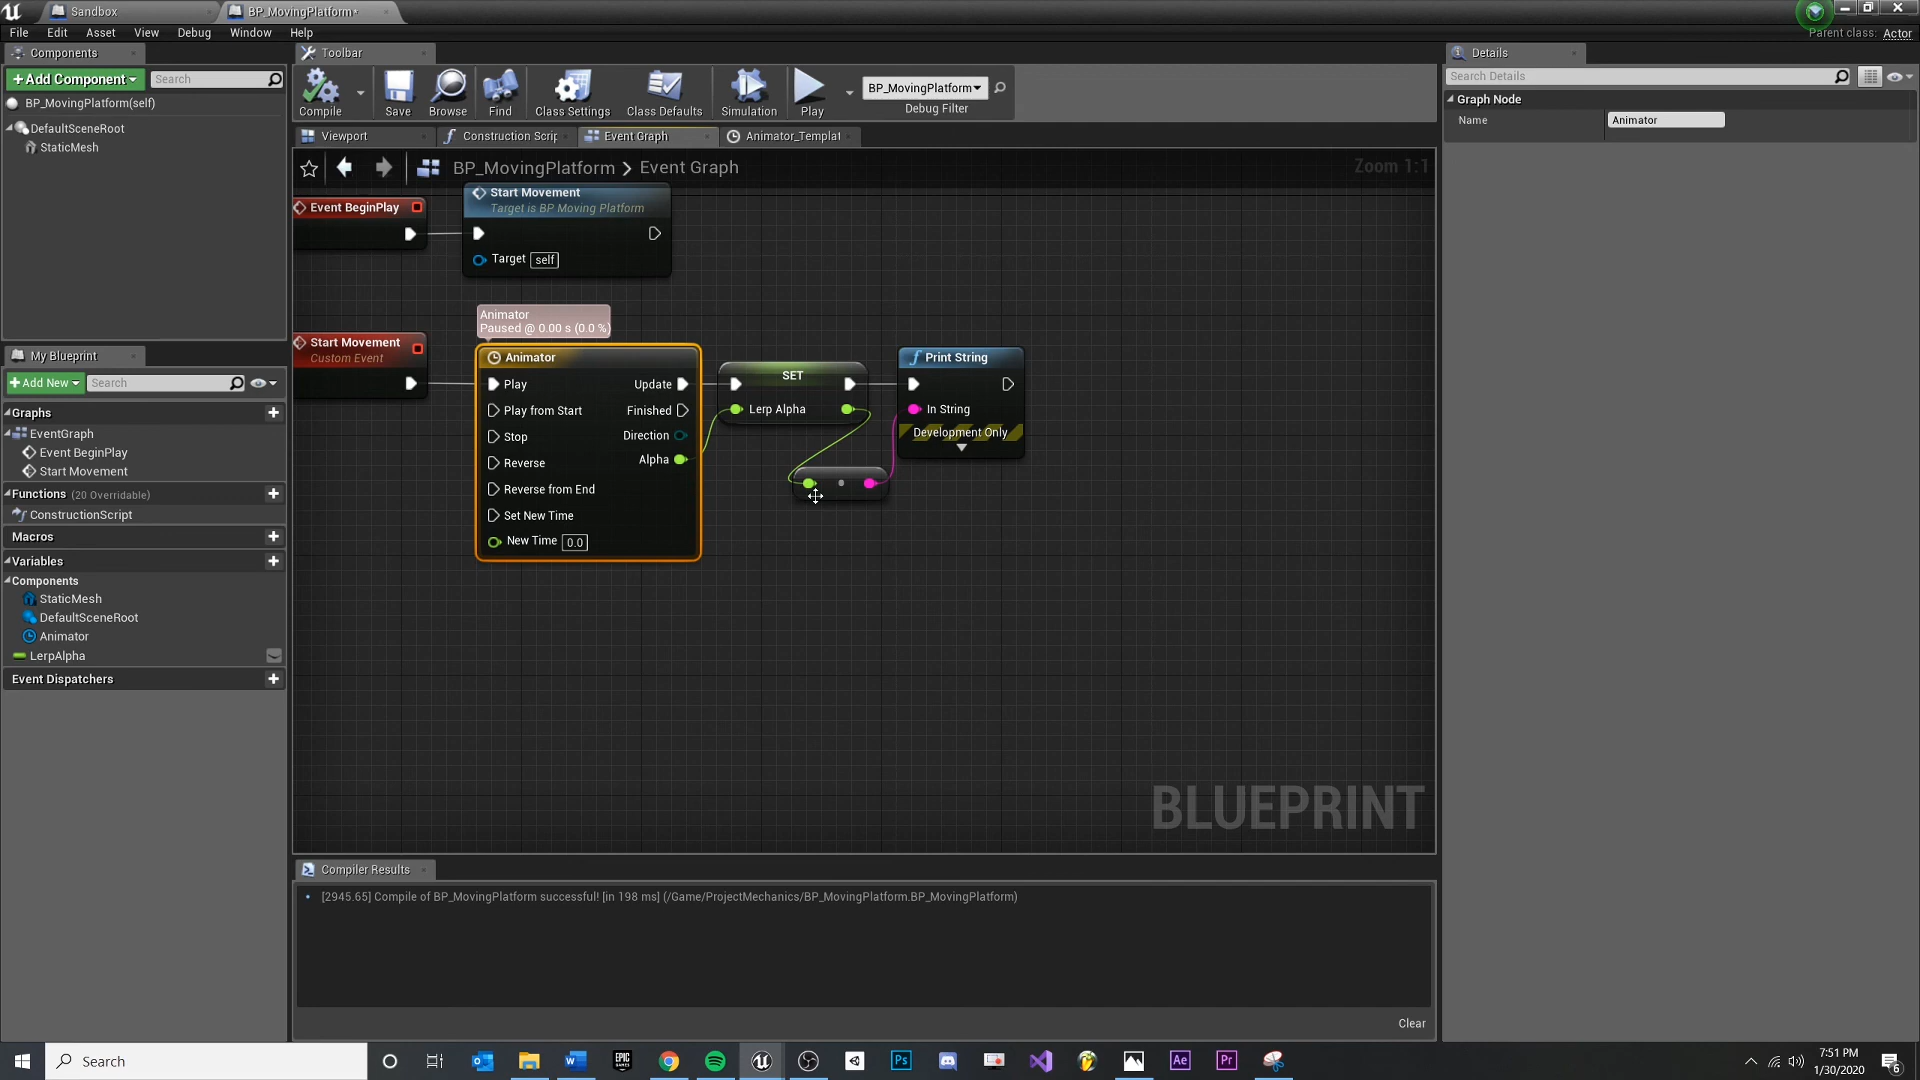 Sandbox
BP_MovingPlatform*
File Edit Asset View Debug Window Help
Parent class: Actor
Components
+Add Component
Search
BP_MovingPlatform(self)
DefaultSceneRoot
StaticMesh
Toolbar
Compile
Save
Browse
Find
Class Settings
Class Defaults
Simulation
Play
BP_MovingPlatform
Debug Filter
Viewport
Construction Scrip
Event Graph
Animator_Templat
BP_MovingPlatform > Event Graph
Zoom 1:1
Event BeginPlay
Start Movement
Target is BP Moving Platform
Target self
Start Movement
Custom Event
Animator
Paused @ 0.00 s (0.0 %)
Animator
Play
Play from Start
Stop
Reverse
Reverse from End
Set New Time
New Time 0.0
Update
Finished
Direction
Alpha
SET
Lerp Alpha
Print String
In String
Development Only
BLUEPRINT
My Blueprint
+Add New
Search
Graphs
EventGraph
Event BeginPlay
Start Movement
Functions (20 Overridable)
ConstructionScript
Macros
Variables
Components
StaticMesh
DefaultSceneRoot
Animator
LerpAlpha
Event Dispatchers
Compiler Results
[2945.65] Compile of BP_MovingPlatform successful! [in 198 ms] (/Game/ProjectMechanics/BP_MovingPlatform.BP_MovingPlatform)
Clear
Details
Search Details
Graph Node
Name
Animator
Search
EPIC
GAMES
Ps
Ae
Pr
7:51 PM
1/30/2020
6